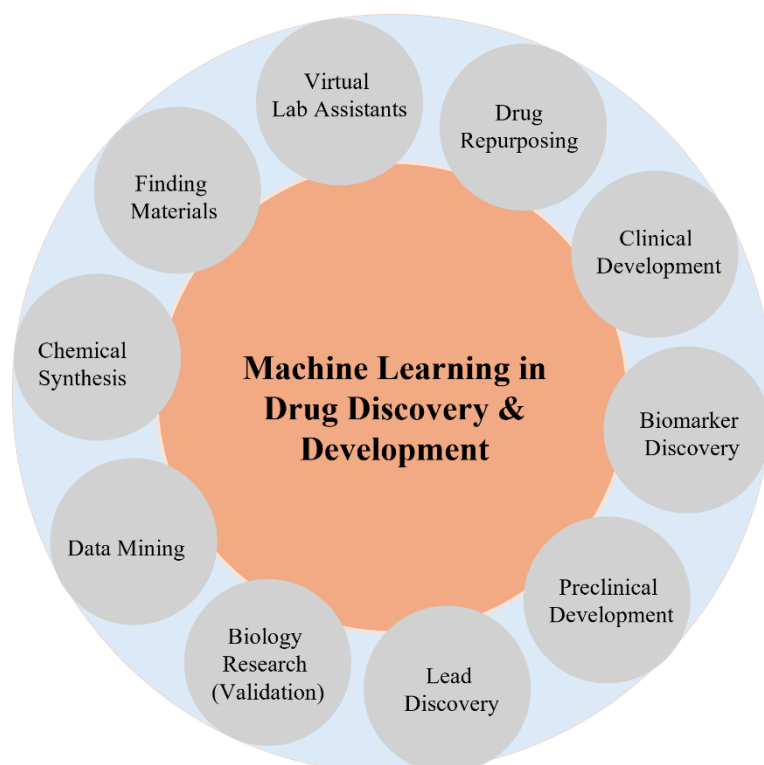 Virtual
Lab Assistants
Drug
Repurposing
Clinical
Development
Biomarker
Discovery
Preclinical
Development
Lead
Discovery
Biology
Research
(Validation)
Data Mining
Chemical
Synthesis
Finding
Materials
Machine Learning in
Drug Discovery &
Development